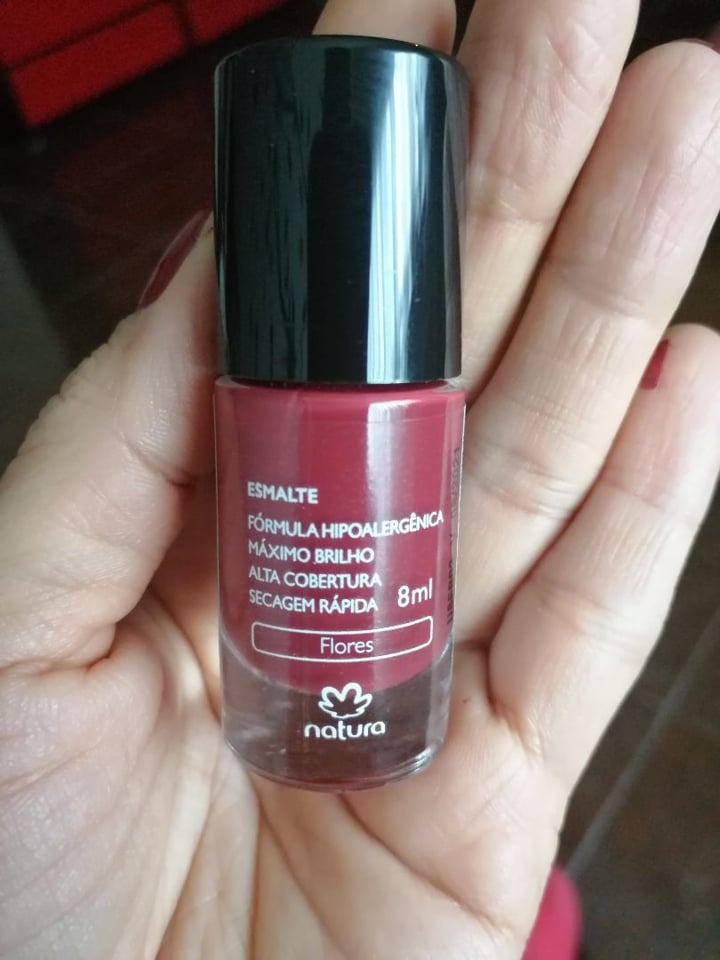 ESMALTE
FÓRMULA HIPOALERGÊNICA
MÁXIMO BRILHO
ALTA COBERTURA
SECAGEM RÁPIDA 8ml
Flores
natura